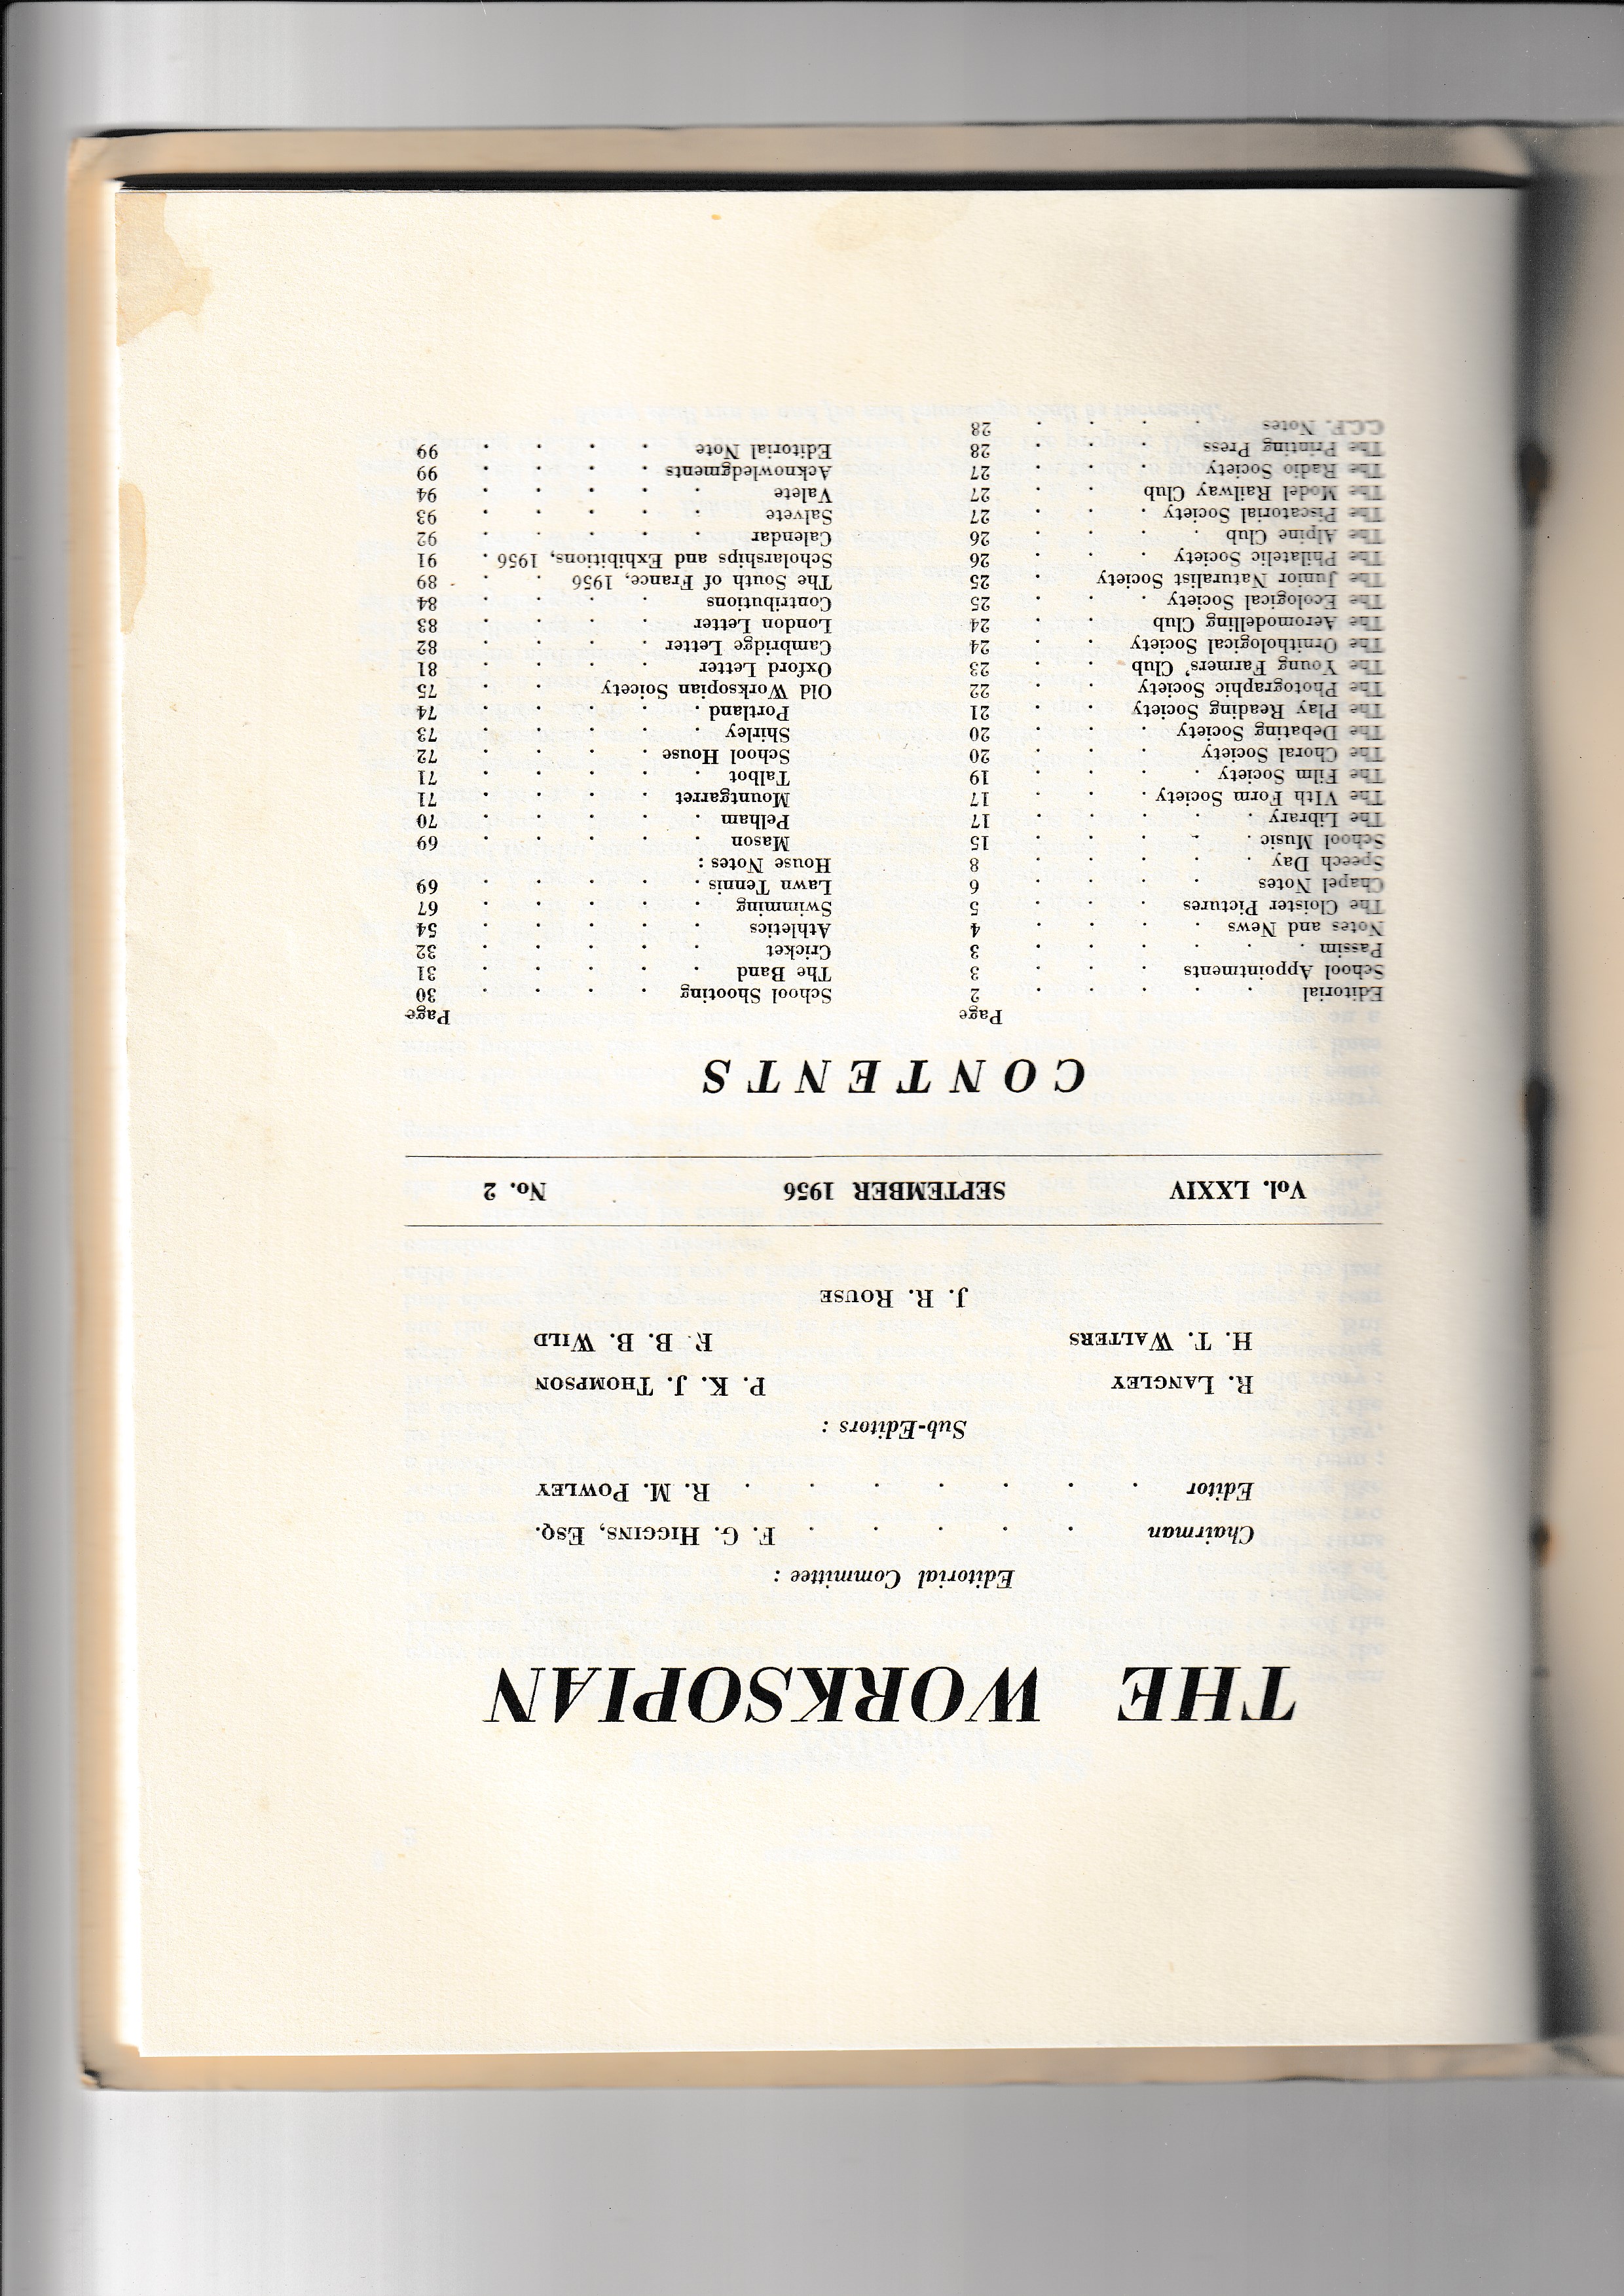 THE WORKSOPIAN
Editorial Committee :
Chairman . . . . . F. G. HIGGINS, ESQ.
Editor . . . . . . . R. M. POWLEY
Sub-Editors :
R. LANGLEY P. K. J. THOMPSON
H. T. WALTERS F. B. B. WILD
J. R. ROUSE
Vol. LXXIV SEPTEMBER 1956 No. 2
CONTENTS
Page
Editorial . . . . . 2
School Appointments . . . 3
Passim . . . . . 3
Notes and News . . . . 4
The Cloister Pictures . . . 5
Chapel Notes . . . . 6
Speech Day . . . . . 8
School Music . . . . . 15
The Library . . . . . 17
The VIth Form Society . . . 17
The Film Society . . . . 19
The Choral Society . . . 20
The Debating Society . . . 20
The Play Reading Society . . 21
The Photographic Society . . 22
The Young Farmers' Club . . 23
The Ornithological Society . . 24
The Aeromodelling Club . . 24
The Ecological Society . . . 25
The Junior Naturalist Society . 25
The Philatelic Society . . . 26
The Alpine Club . . . . 26
The Piscatorial Society . . . 27
The Model Railway Club . . 27
The Radio Society . . . 27
The Printing Press . . . 28
C.C.F. Notes . . . . 28
Page
School Shooting . . . . 30
The Band . . . . . 31
Cricket . . . . . 32
Athletics . . . . . 54
Swimming . . . . . 67
Lawn Tennis . . . . . 69
House Notes :
Mason . . . . . 69
Pelham . . . . . 70
Mountgarret . . . . 71
Talbot . . . . . 71
School House . . . . 72
Shirley . . . . . 73
Portland . . . . . 74
Old Worksopian Soicety . . 75
Oxford Letter . . . . 81
Cambridge Letter . . . . 82
London Letter . . . . 83
Contributions . . . . 84
The South of France, 1956 . . 89
Scholarships and Exhibitions, 1956 . 91
Calendar . . . . . 92
Salvete . . . . . 93
Valete . . . . . 94
Acknowledgments . . . . 99
Editorial Note . . . . 99